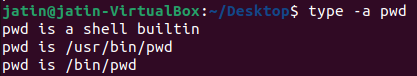 jatin@jatin-VirtualBox:~/Desktop$ type -a pwd
pwd is a shell builtin
pwd is /usr/bin/pwd
pwd is /bin/pwd